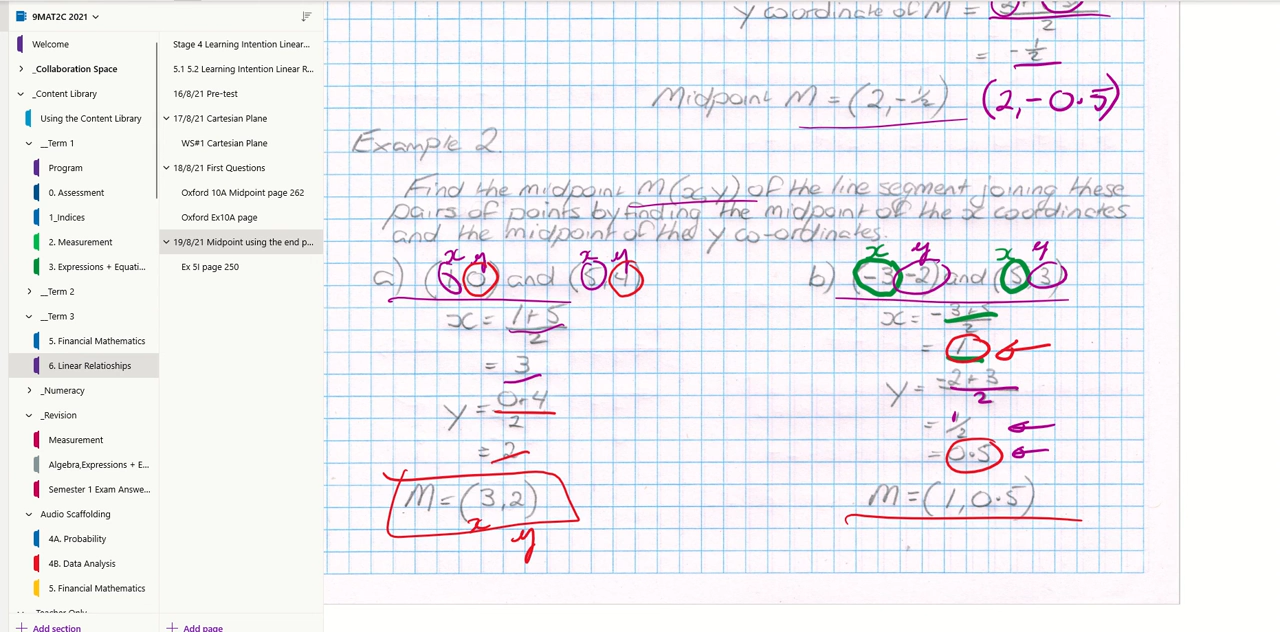 9MAT2C 2021
Welcome
_Collaboration Space
_Content Library
Using the Content Library
__Term 1
Program
0. Assessment
1_Indices
2. Measurement
3. Expressions + Equati...
__Term 2
__Term 3
5. Financial Mathematics
6. Linear Relatioships
_Numeracy
_Revision
Measurement
Algebra,Expressions + E...
Semester 1 Exam Answe...
Audio Scaffolding
4A. Probability
4B. Data Analysis
5. Financial Mathematics
Teacher Only
Add section
Stage 4 Learning Intention Linear...
5.1 5.2 Learning Intention Linear R...
16/8/21 Pre-test
17/8/21 Cartesian Plane
WS#1 Cartesian Plane
18/8/21 First Questions
Oxford 10A Midpoint page 262
Oxford Ex10A page
19/8/21 Midpoint using the end p...
Ex 5I page 250
Add page
y coordinate of M =
2
= -½
Midpoint M = (2,-½) (2,-0.5)
Example 2.
Find the midpoint M(x,y) of the line segment joining these
pairs of points by finding the midpoint of the x coordinates
and the midpoint of the y co-ordinates.
x y x y
a) (1,0) and (5,4)
x = 1+5
2
= 3
y = 0+4
2
= 2
M = (3,2)
x y
x y x y
b) (-3,-2) and (5,3)
x = -3+5
2
= 1
y = -2+3
2
= 1/2
= 0.5
M = (1,0.5)